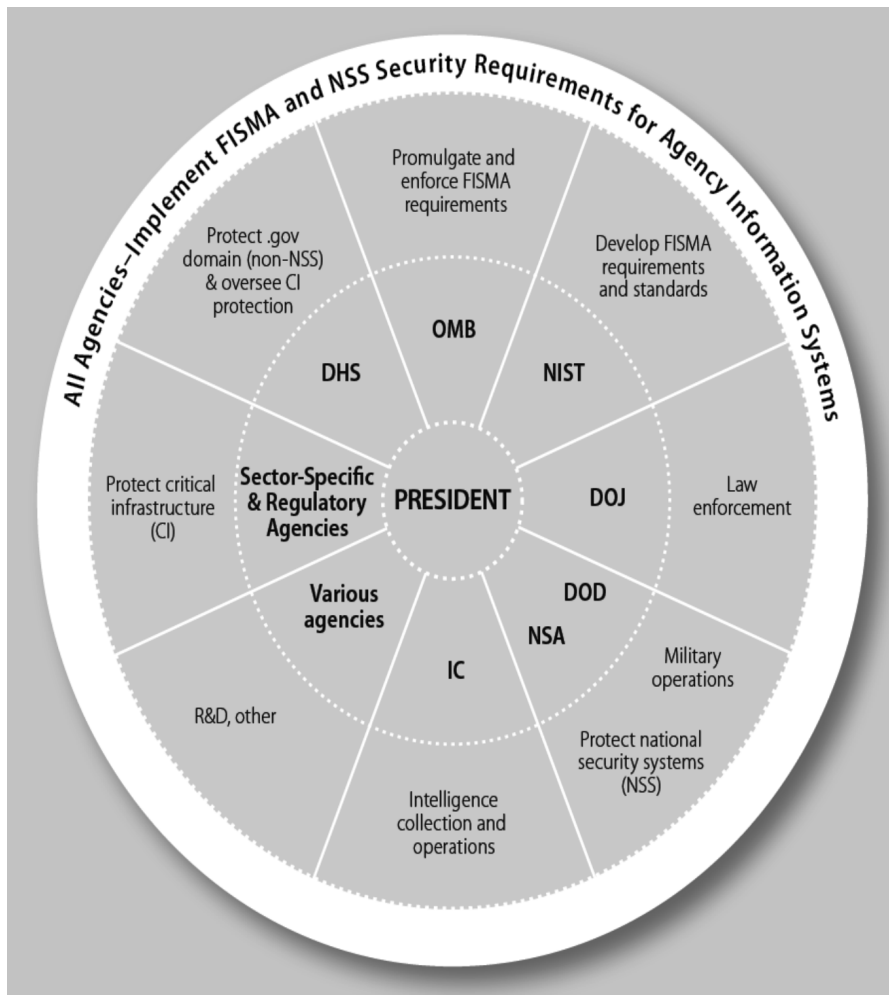 All Agencies–Implement FISMA and NSS Security Requirements for Agency Information Systems
Promulgate and
enforce FISMA
requirements
Develop FISMA
requirements
and standards
Protect .gov
domain (non-NSS)
& oversee CI
protection
OMB
DHS
NIST
Protect critical
infrastructure
(CI)
Sector-Specific
& Regulatory
Agencies
PRESIDENT
DOJ
Law
enforcement
Various
agencies
DOD
NSA
IC
Military
operations
R&D, other
Protect national
security systems
(NSS)
Intelligence
collection and
operations